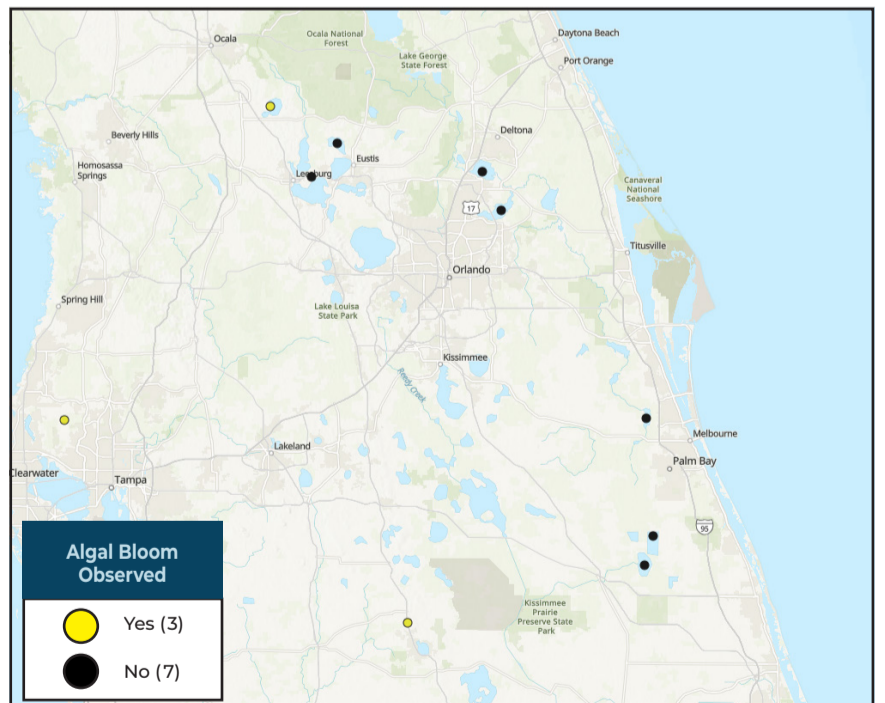 Ocala
Ocala National
Forest
Lake George
State Forest
Daytona Beach
Port Orange
Beverly Hills
Homosassa
Springs
Leesburg
Eustis
Deltona
Canaveral
National
Seashore
17
Titusville
Orlando
Spring Hill
Lake Louisa
State Park
Kissimmee
Reedy Creek
Lakeland
Melbourne
Palm Bay
Clearwater
Tampa
95
Kissimmee
Prairie
Preserve State
Park
Algal Bloom
Observed
Yes (3)
No (7)